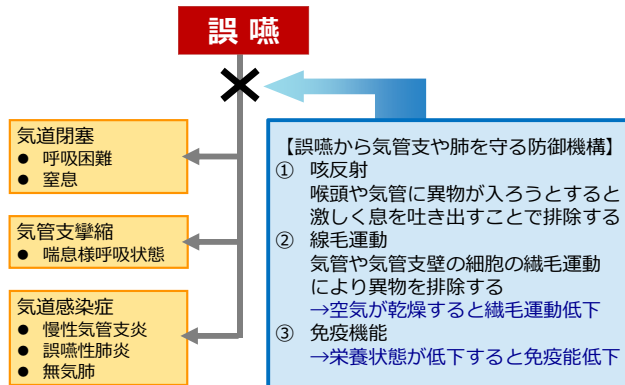 誤 嚥
気道閉塞
● 呼吸困難
● 窒息
気管支攣縮
● 喘息様呼吸状態
気道感染症
● 慢性気管支炎
● 誤嚥性肺炎
● 無気肺
【誤嚥から気管支や肺を守る防御機構】
① 咳反射
喉頭や気管に異物が入ろうとすると
激しく息を吐き出すことで排除する
② 線毛運動
気管や気管支壁の細胞の繊毛運動
により異物を排除する
→空気が乾燥すると繊毛運動低下
③ 免疫機能
→栄養状態が低下すると免疫能低下